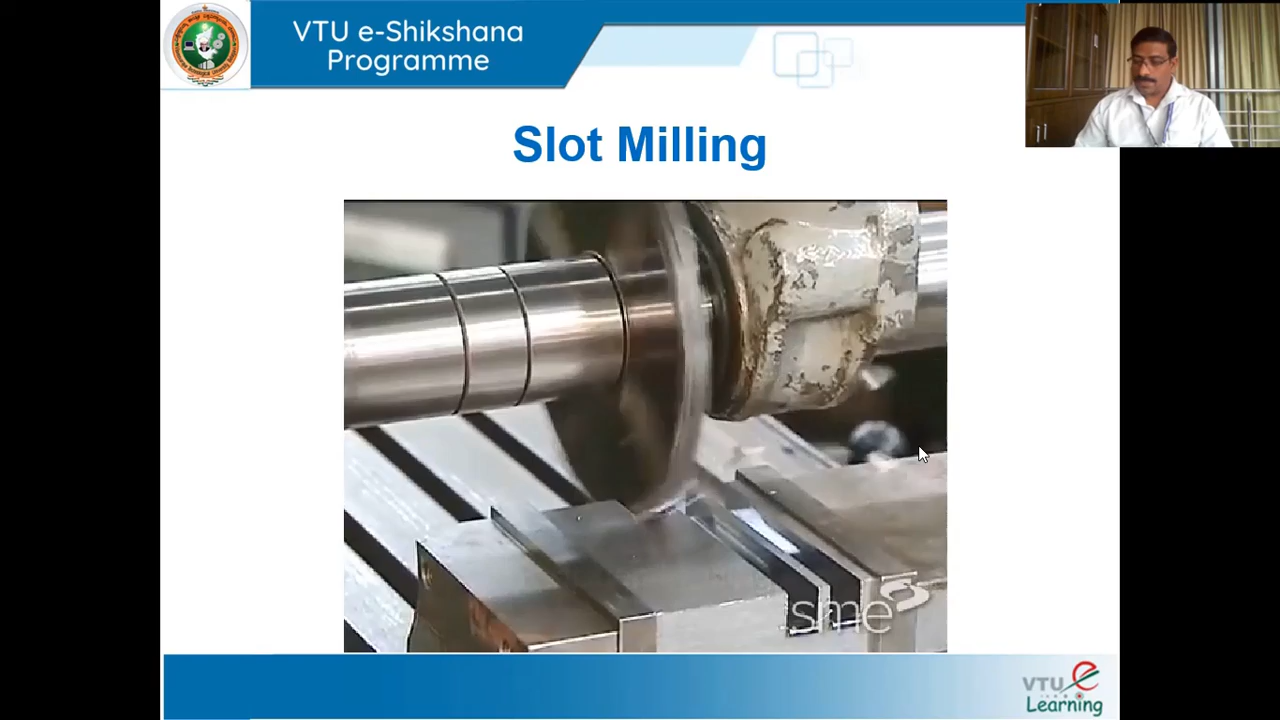 VTU e-Shikshana
Programme
Slot Milling
sme
VTU e
Learning